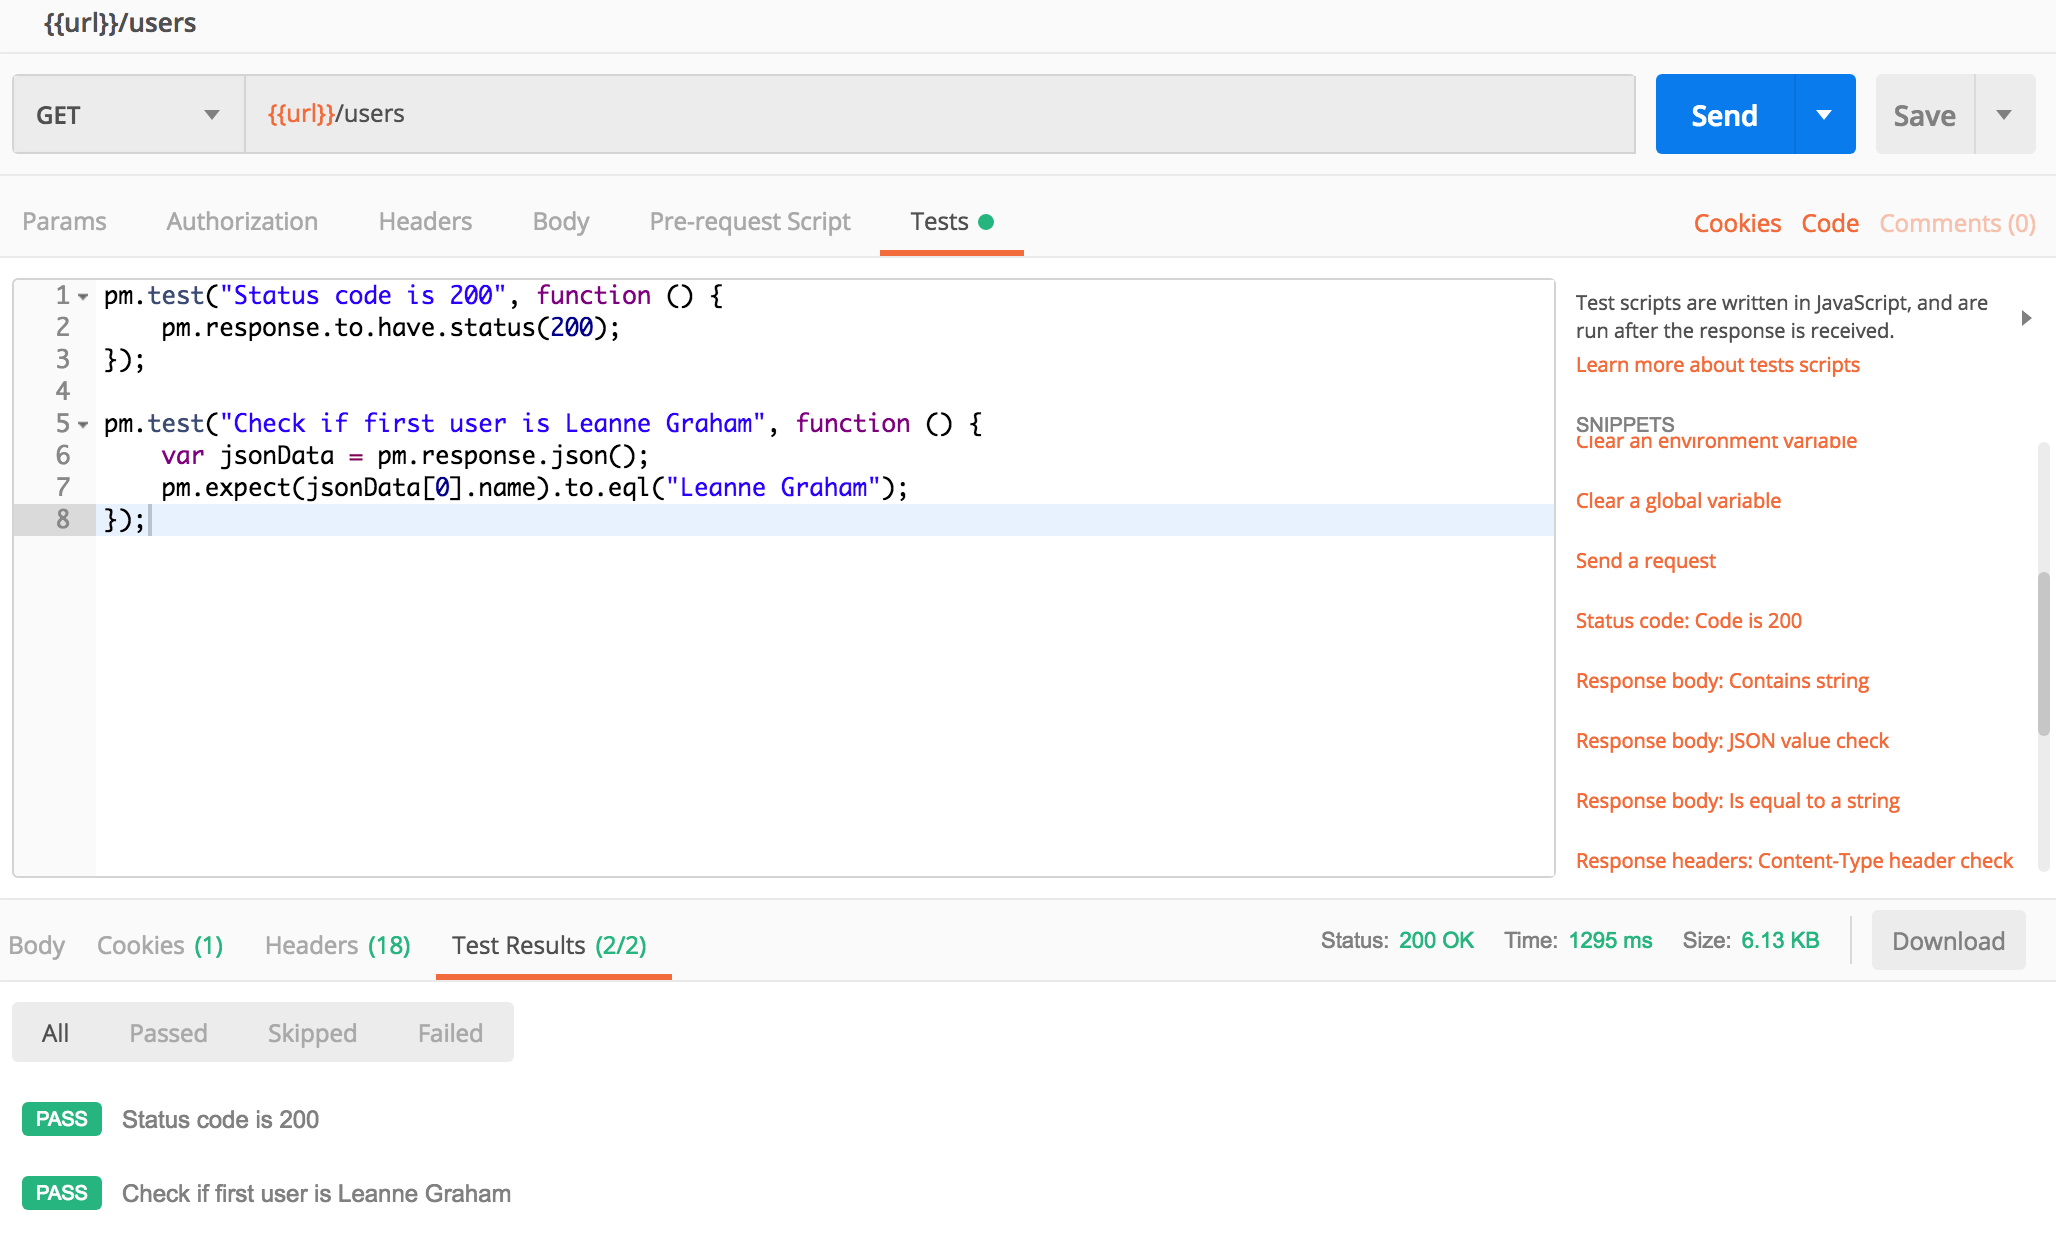 {{url}}/users
GET {{url}}/users Send Save
Params Authorization Headers Body Pre-request Script Tests Cookies Code Comments (0)
1 pm.test("Status code is 200", function () {
2     pm.response.to.have.status(200);
3 });
4
5 pm.test("Check if first user is Leanne Graham", function () {
6     var jsonData = pm.response.json();
7     pm.expect(jsonData[0].name).to.eql("Leanne Graham");
8 });
Test scripts are written in JavaScript, and are
run after the response is received.
Learn more about tests scripts
SNIPPETS
Clear an environment variable
Clear a global variable
Send a request
Status code: Code is 200
Response body: Contains string
Response body: JSON value check
Response body: Is equal to a string
Response headers: Content-Type header check
Body Cookies (1) Headers (18) Test Results (2/2) Status: 200 OK Time: 1295 ms Size: 6.13 KB Download
All Passed Skipped Failed
PASS Status code is 200
PASS Check if first user is Leanne Graham